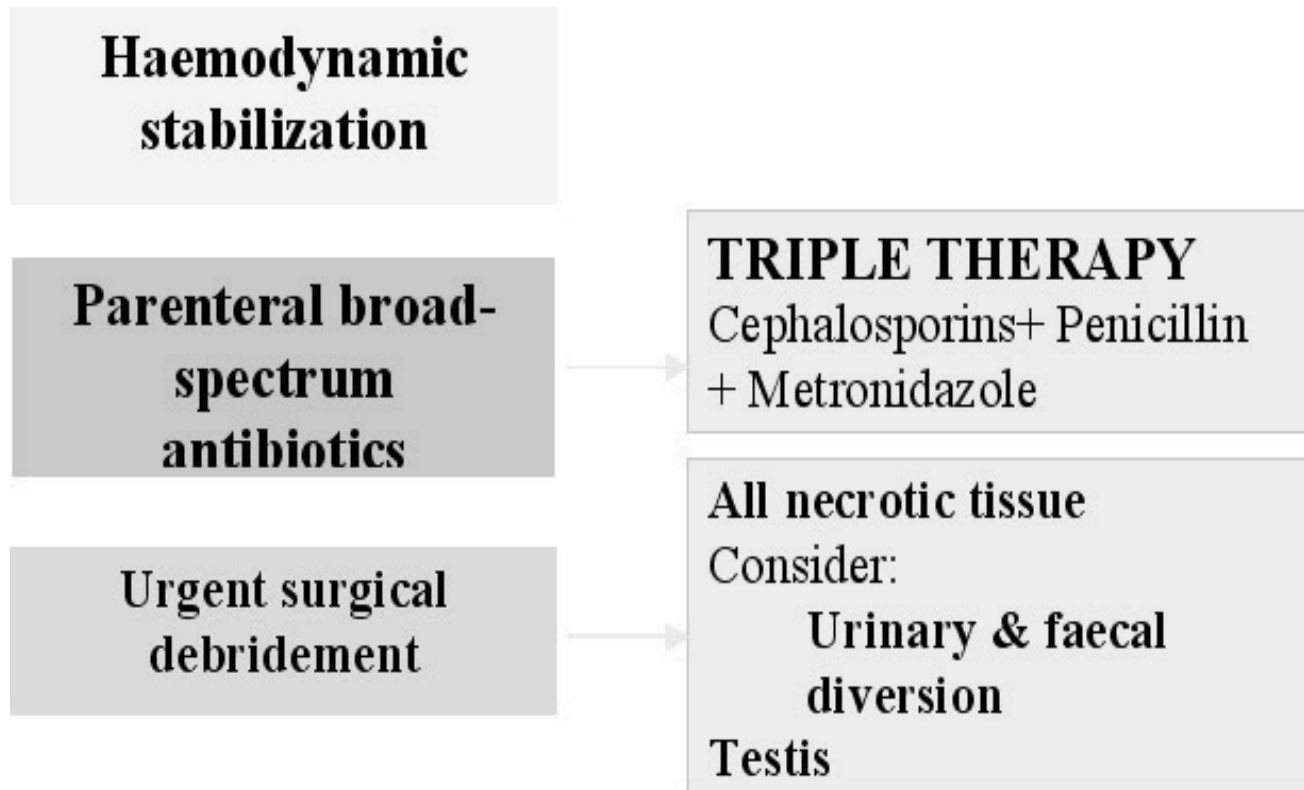 Haemodynamic
stabilization
Parenteral broad-
spectrum
antibiotics
TRIPLE THERAPY
Cephalosporins+ Penicillin
+ Metronidazole
Urgent surgical
debridement
All necrotic tissue
Consider:
Urinary & faecal
diversion
Testis